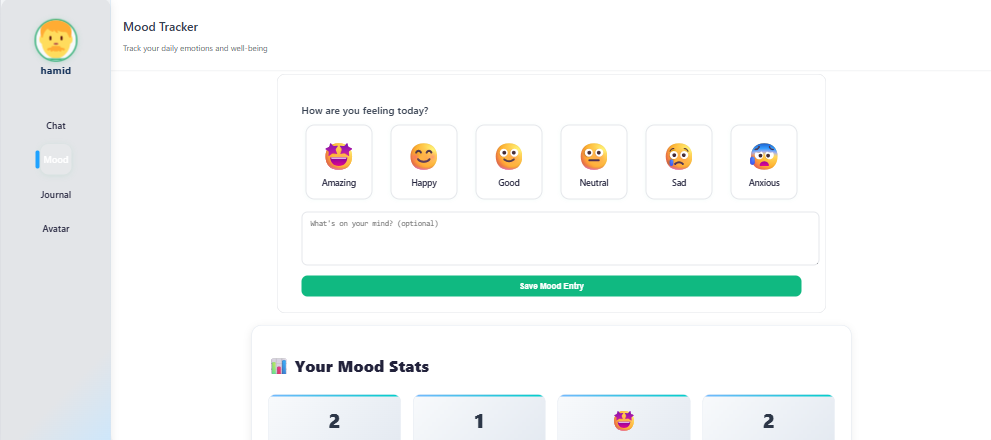 hamid
Chat
Mood
Journal
Avatar
Mood Tracker
Track your daily emotions and well-being
How are you feeling today?
Amazing Happy Good Neutral Sad Anxious
What's on your mind? (optional)
Save Mood Entry
Your Mood Stats
2 1 2